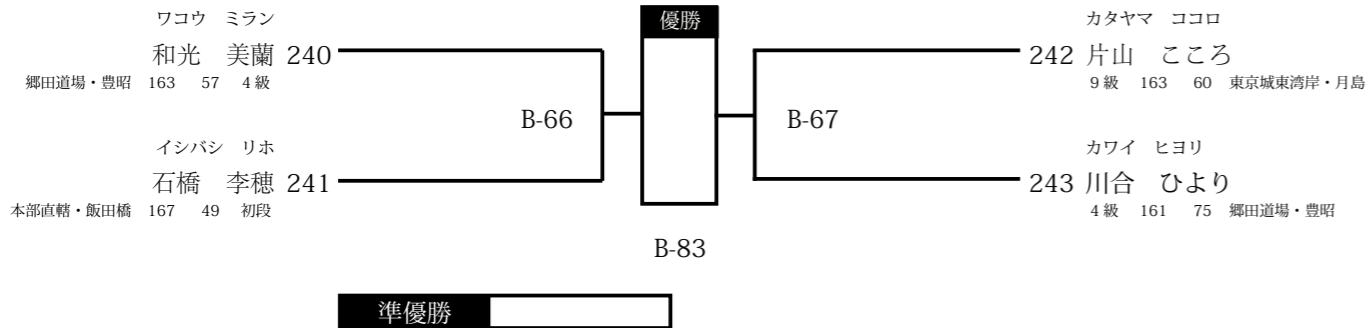 ワコウ　ミラン
和光　美蘭 240
郷田道場・豊昭　163　57　4級
イシバシ　リホ
石橋　李穂 241
本部直轄・飯田橋　167　49　初段
B-66
優勝
B-67
B-83
カタヤマ　ココロ
242 片山　こころ
9級　163　60　東京城東湾岸・月島
カワイ　ヒヨリ
243 川合　ひより
4級　161　75　郷田道場・豊昭
準優勝